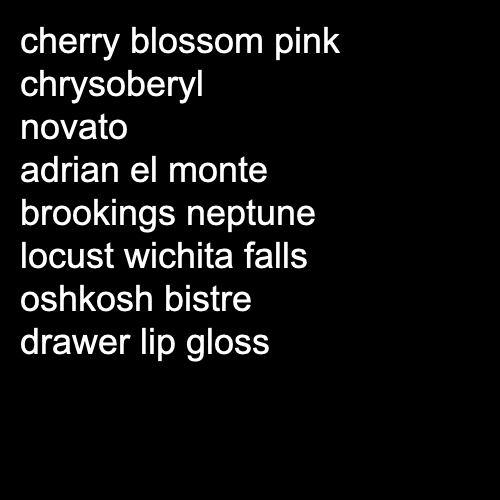 cherry blossom pink
chrysoberyl
novato
adrian el monte
brookings neptune
locust wichita falls
oshkosh bistre
drawer lip gloss